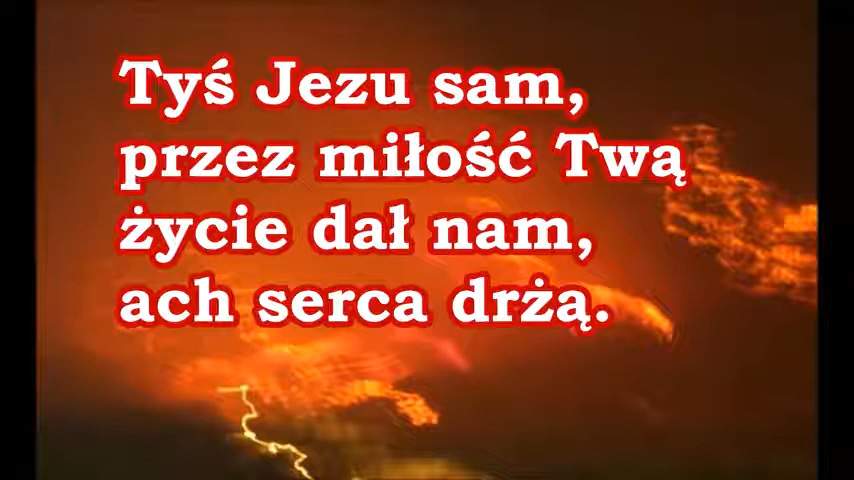 Tyś Jezu sam,
przez miłość Twą
życie dał nam,
ach serca drżą.